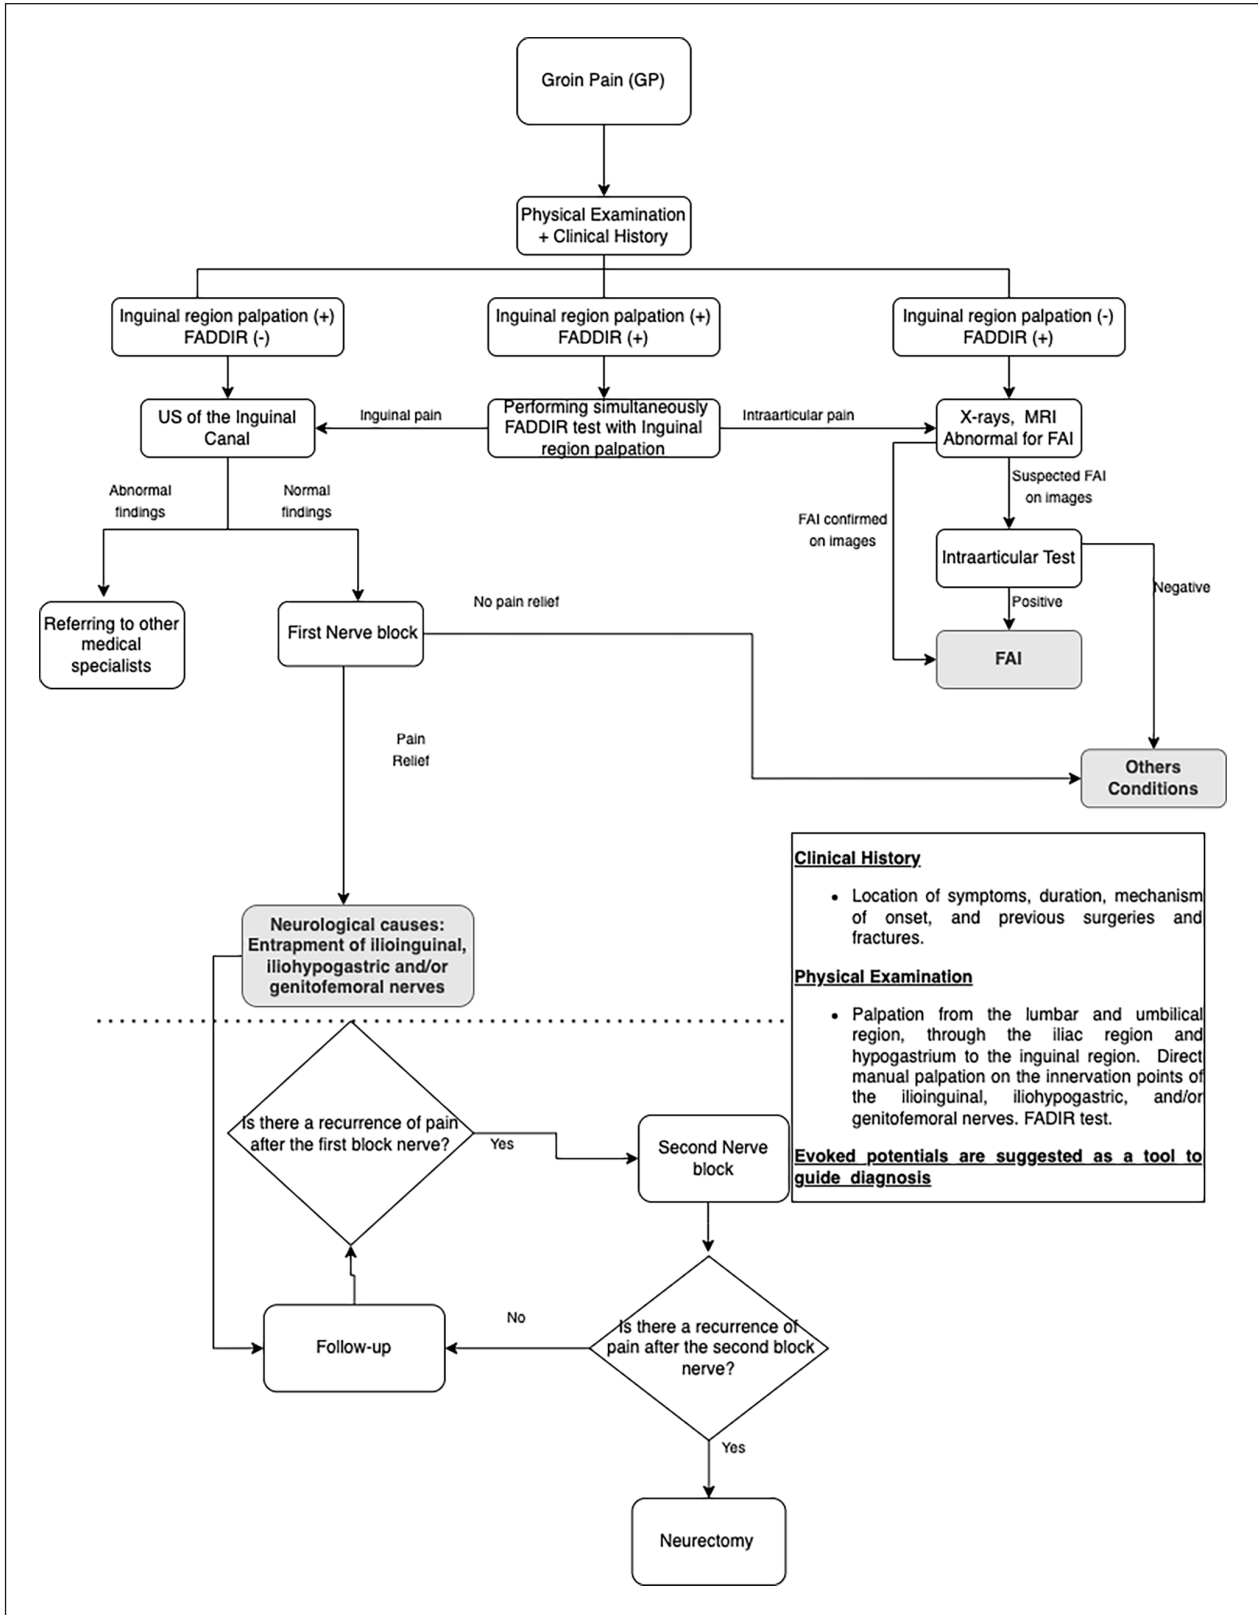 Groin Pain (GP)
Physical Examination
+ Clinical History
Inguinal region palpation (+)
FADDIR (-)
Inguinal region palpation (+)
FADDIR (+)
Inguinal region palpation (-)
FADDIR (+)
US of the Inguinal
Canal
Inguinal pain
Performing simultaneously
FADDIR test with Inguinal
region palpation
Intraarticular pain
X-rays, MRI
Abnormal for FAI
Abnormal
findings
Normal
findings
FAI confirmed
on images
Suspected FAI
on images
Intraarticular Test
Positive
Negative
Referring to other
medical
specialists
First Nerve block
No pain relief
FAI
Pain
Relief
Others
Conditions
Neurological causes:
Entrapment of ilioinguinal,
iliohypogastric and/or
genitofemoral nerves
Clinical History
• Location of symptoms, duration, mechanism
of onset, and previous surgeries and
fractures.
Physical Examination
• Palpation from the lumbar and umbilical
region, through the iliac region and
hypogastrium to the inguinal region. Direct
manual palpation on the innervation points of
the ilioinguinal, iliohypogastric, and/or
genitofemoral nerves. FADIR test.
Evoked potentials are suggested as a tool to
guide diagnosis
Is there a recurrence of pain
after the first block nerve?
Yes
Second Nerve
block
Follow-up
No
Is there a recurrence of
pain after the second block
nerve?
Yes
Neurectomy